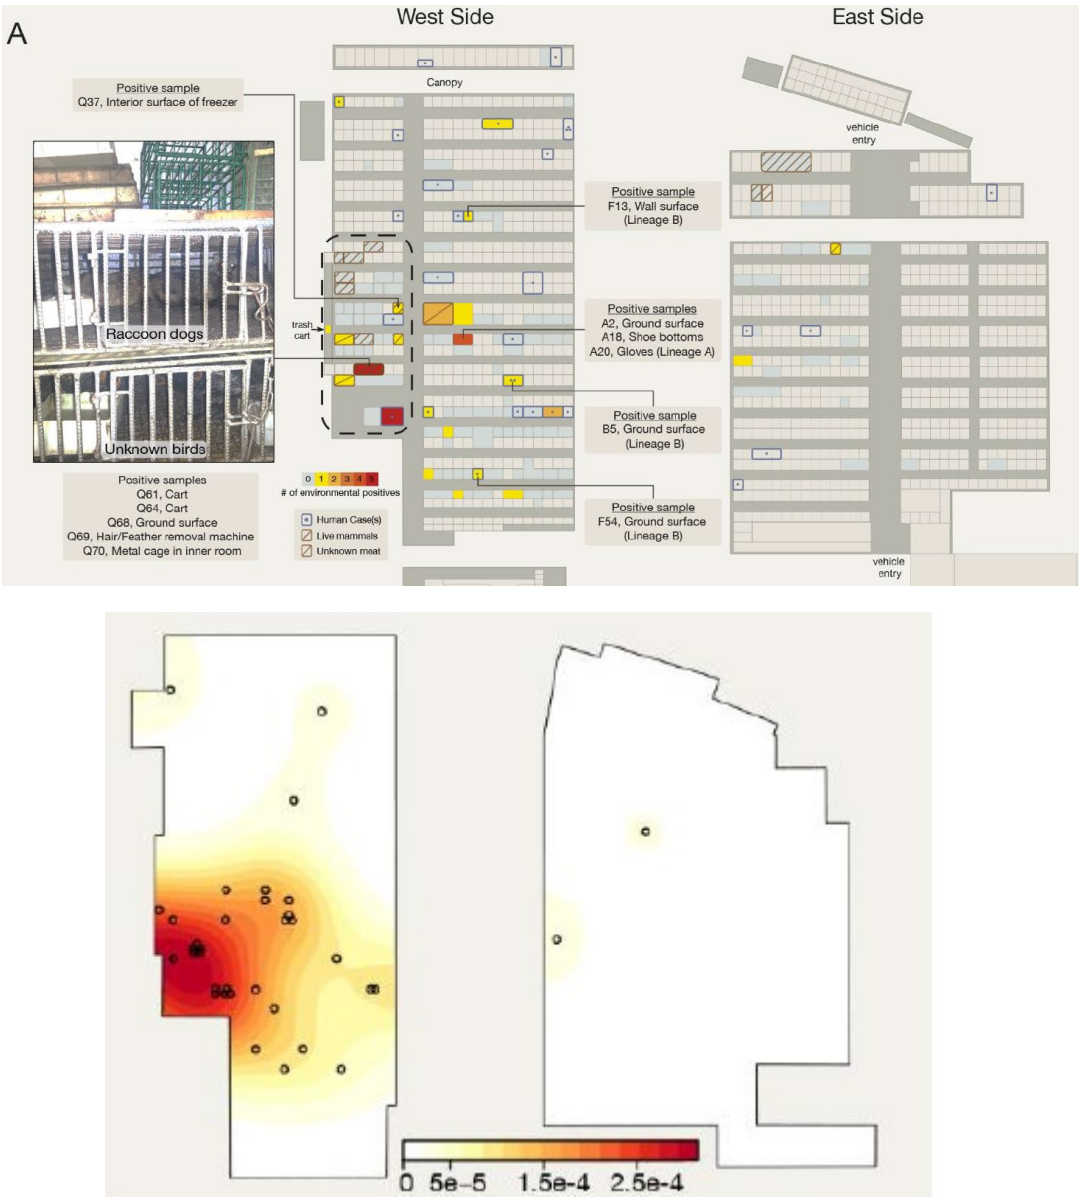 A
West Side
East Side
Canopy
Positive sample
Q37, Interior surface of freezer
vehicle
entry
Positive sample
F13, Wall surface
(Lineage B)
trash
cart
Raccoon dogs
Unknown birds
Positive samples
A2, Ground surface
A18, Shoe bottoms
A20, Gloves (Lineage A)
Positive sample
B5, Ground surface
(Lineage B)
Positive samples
Q61, Cart
Q64, Cart
Q68, Ground surface
Q69, Hair/Feather removal machine
Q70, Metal cage in inner room
0 1 2 3 4 5
# of environmental positives
Human Case(s)
Live mammals
Unknown meat
Positive sample
F54, Ground surface
(Lineage B)
vehicle
entry
0 5e-5 1.5e-4 2.5e-4